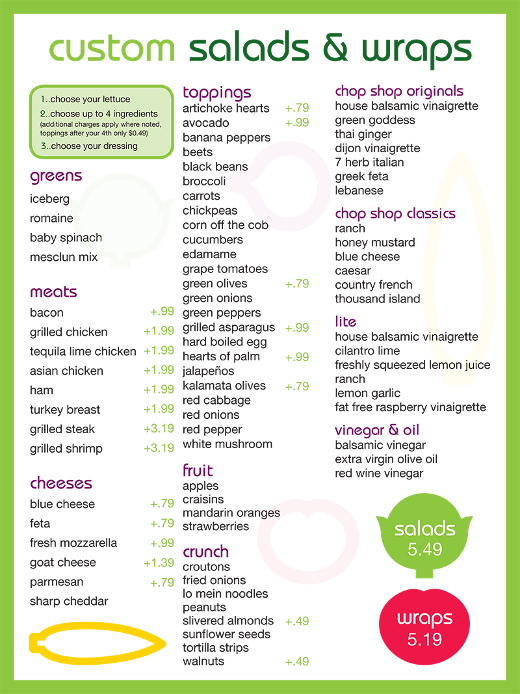 custom salads & wraps
1..choose your lettuce
2..choose up to 4 ingredients
(additional charges apply where noted,
toppings after your 4th only $0.49)
3..choose your dressing
greens
iceberg
romaine
baby spinach
mesclun mix
meats
bacon +.99
grilled chicken +1.99
tequila lime chicken +1.99
asian chicken +1.99
ham +1.99
turkey breast +1.99
grilled steak +3.19
grilled shrimp +3.19
cheeses
blue cheese +.79
feta +.79
fresh mozzarella +.99
goat cheese +1.39
parmesan +.79
sharp cheddar
toppings
artichoke hearts +.79
avocado +.99
banana peppers
beets
black beans
broccoli
carrots
chickpeas
corn off the cob
cucumbers
edamame
grape tomatoes
green olives +.79
green onions
green peppers
grilled asparagus +.99
hard boiled egg
hearts of palm +.99
jalapeños
kalamata olives +.79
red cabbage
red onions
red pepper
white mushroom
fruit
apples
craisins
mandarin oranges
strawberries
crunch
croutons
fried onions
lo mein noodles
peanuts
slivered almonds +.49
sunflower seeds
tortilla strips
walnuts +.49
chop shop originals
house balsamic vinaigrette
green goddess
thai ginger
dijon vinaigrette
7 herb italian
greek feta
lebanese
chop shop classics
ranch
honey mustard
blue cheese
caesar
country french
thousand island
lite
house balsamic vinaigrette
cilantro lime
freshly squeezed lemon juice
ranch
lemon garlic
fat free raspberry vinaigrette
vinegar & oil
balsamic vinegar
extra virgin olive oil
red wine vinegar
salads
5.49
wraps
5.19